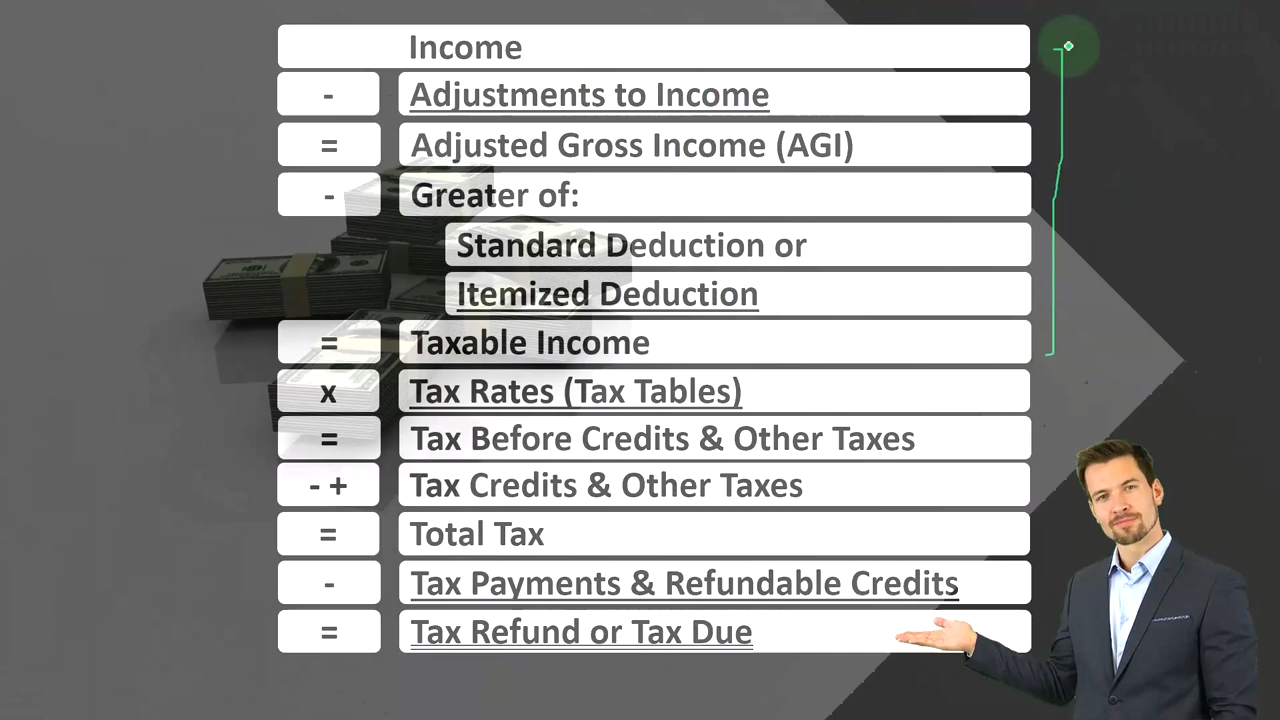 Income
- Adjustments to Income
= Adjusted Gross Income (AGI)
- Greater of:
Standard Deduction or
Itemized Deduction
= Taxable Income
x Tax Rates (Tax Tables)
= Tax Before Credits & Other Taxes
- + Tax Credits & Other Taxes
= Total Tax
- Tax Payments & Refundable Credits
= Tax Refund or Tax Due